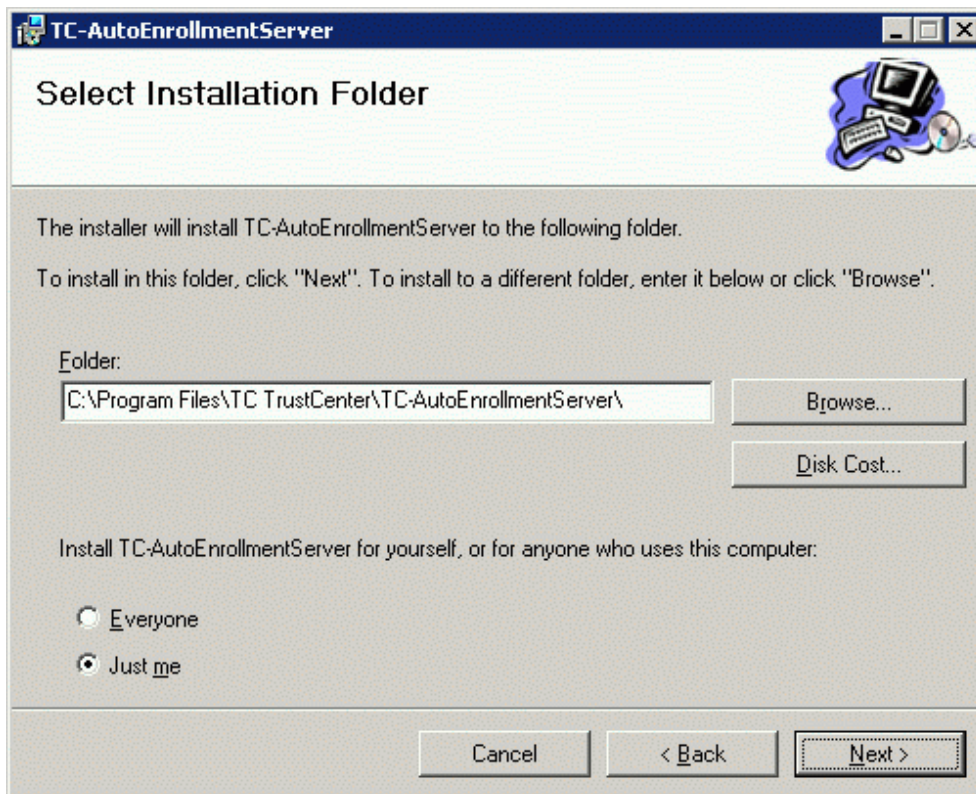 TC-AutoEnrollmentServer
Select Installation Folder
The installer will install TC-AutoEnrollmentServer to the following folder.
To install in this folder, click "Next". To install to a different folder, enter it below or click "Browse".
Folder:
C:\Program Files\TC TrustCenter\TC-AutoEnrollmentServer\
Browse...
Disk Cost...
Install TC-AutoEnrollmentServer for yourself, or for anyone who uses this computer:
Everyone
Just me
Cancel
< Back
Next >